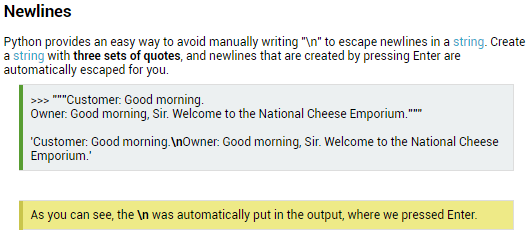 Newlines
Python provides an easy way to avoid manually writing "\n" to escape newlines in a string. Create
a string with three sets of quotes, and newlines that are created by pressing Enter are
automatically escaped for you.
>>> """Customer: Good morning.
Owner: Good morning, Sir. Welcome to the National Cheese Emporium."""
'Customer: Good morning.\nOwner: Good morning, Sir. Welcome to the National Cheese
Emporium.'
As you can see, the \n was automatically put in the output, where we pressed Enter.